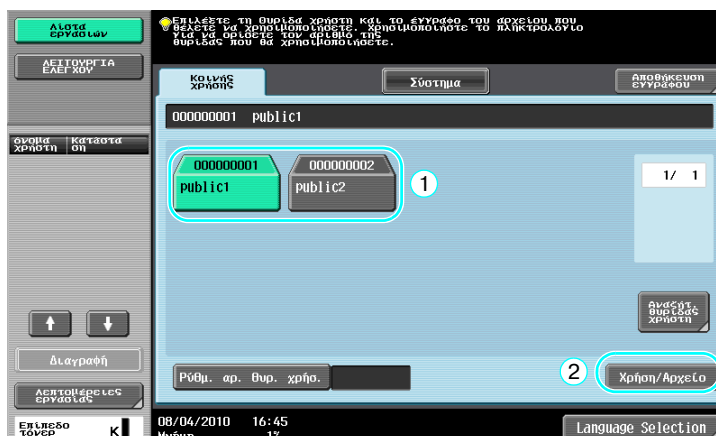 Λίστα
εργασιών
Επιλέξτε τη θυρίδα χρήστη και το έγγραφο του αρχείου που
θέλετε να χρησιμοποιήσετε. Χρησιμοποιήστε το πληκτρολόγιο
για να ορίσετε τον αριθμό της
θυρίδας που θα χρησιμοποιήσετε.
ΛΕΙΤΟΥΡΓΙΑ
ΕΛΕΓΧΟΥ
Κοινής
χρήσης
Σύστημα
Αποθήκευση
εγγράφου
000000001 public1
όνομα
χρήστη
Κατάστα
ση
000000001
public1
000000002
public2
1
1/ 1
Αναζήτ.
θυρίδας
χρήστη
Διαγραφή
Ρύθμ. αρ. θυρ. χρήσ.
2
Χρήση/Αρχείο
Λεπτομέρειες
εργασίας
Επίπεδο
τόνερ
K
08/04/2010 16:45
Μνήμη 1%
Language Selection